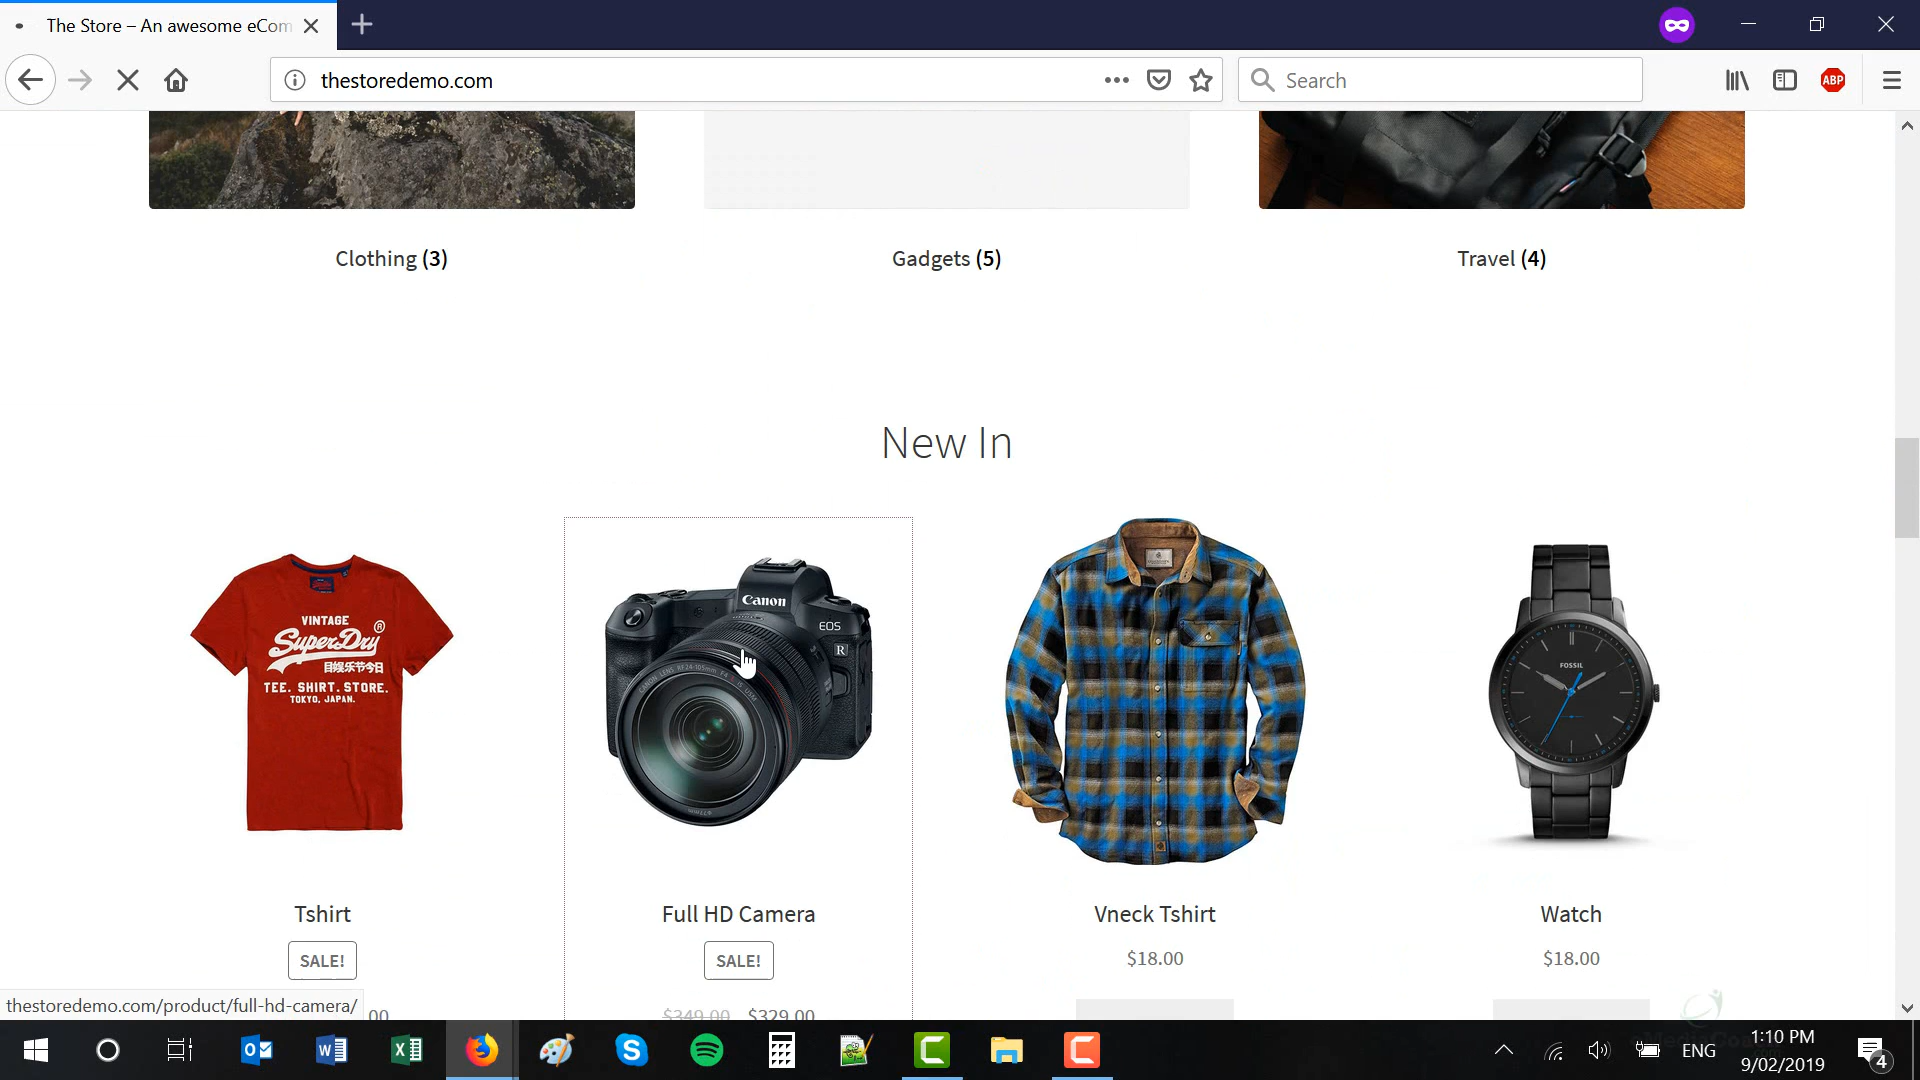 The Store – An awesome eCom
thestoredemo.com
Search
ABP
Clothing (3)
Gadgets (5)
Travel (4)
New In
VINTAGE
SuperDry®
TEE. SHIRT. STORE.
TOKYO, JAPAN.
Canon
EOS
R
FOSSIL
Tshirt
Full HD Camera
Vneck Tshirt
Watch
SALE!
SALE!
$18.00
$18.00
thestoredemo.com/product/full-hd-camera/
00
$349.00 $329.00
ENG
1:10 PM
9/02/2019
4